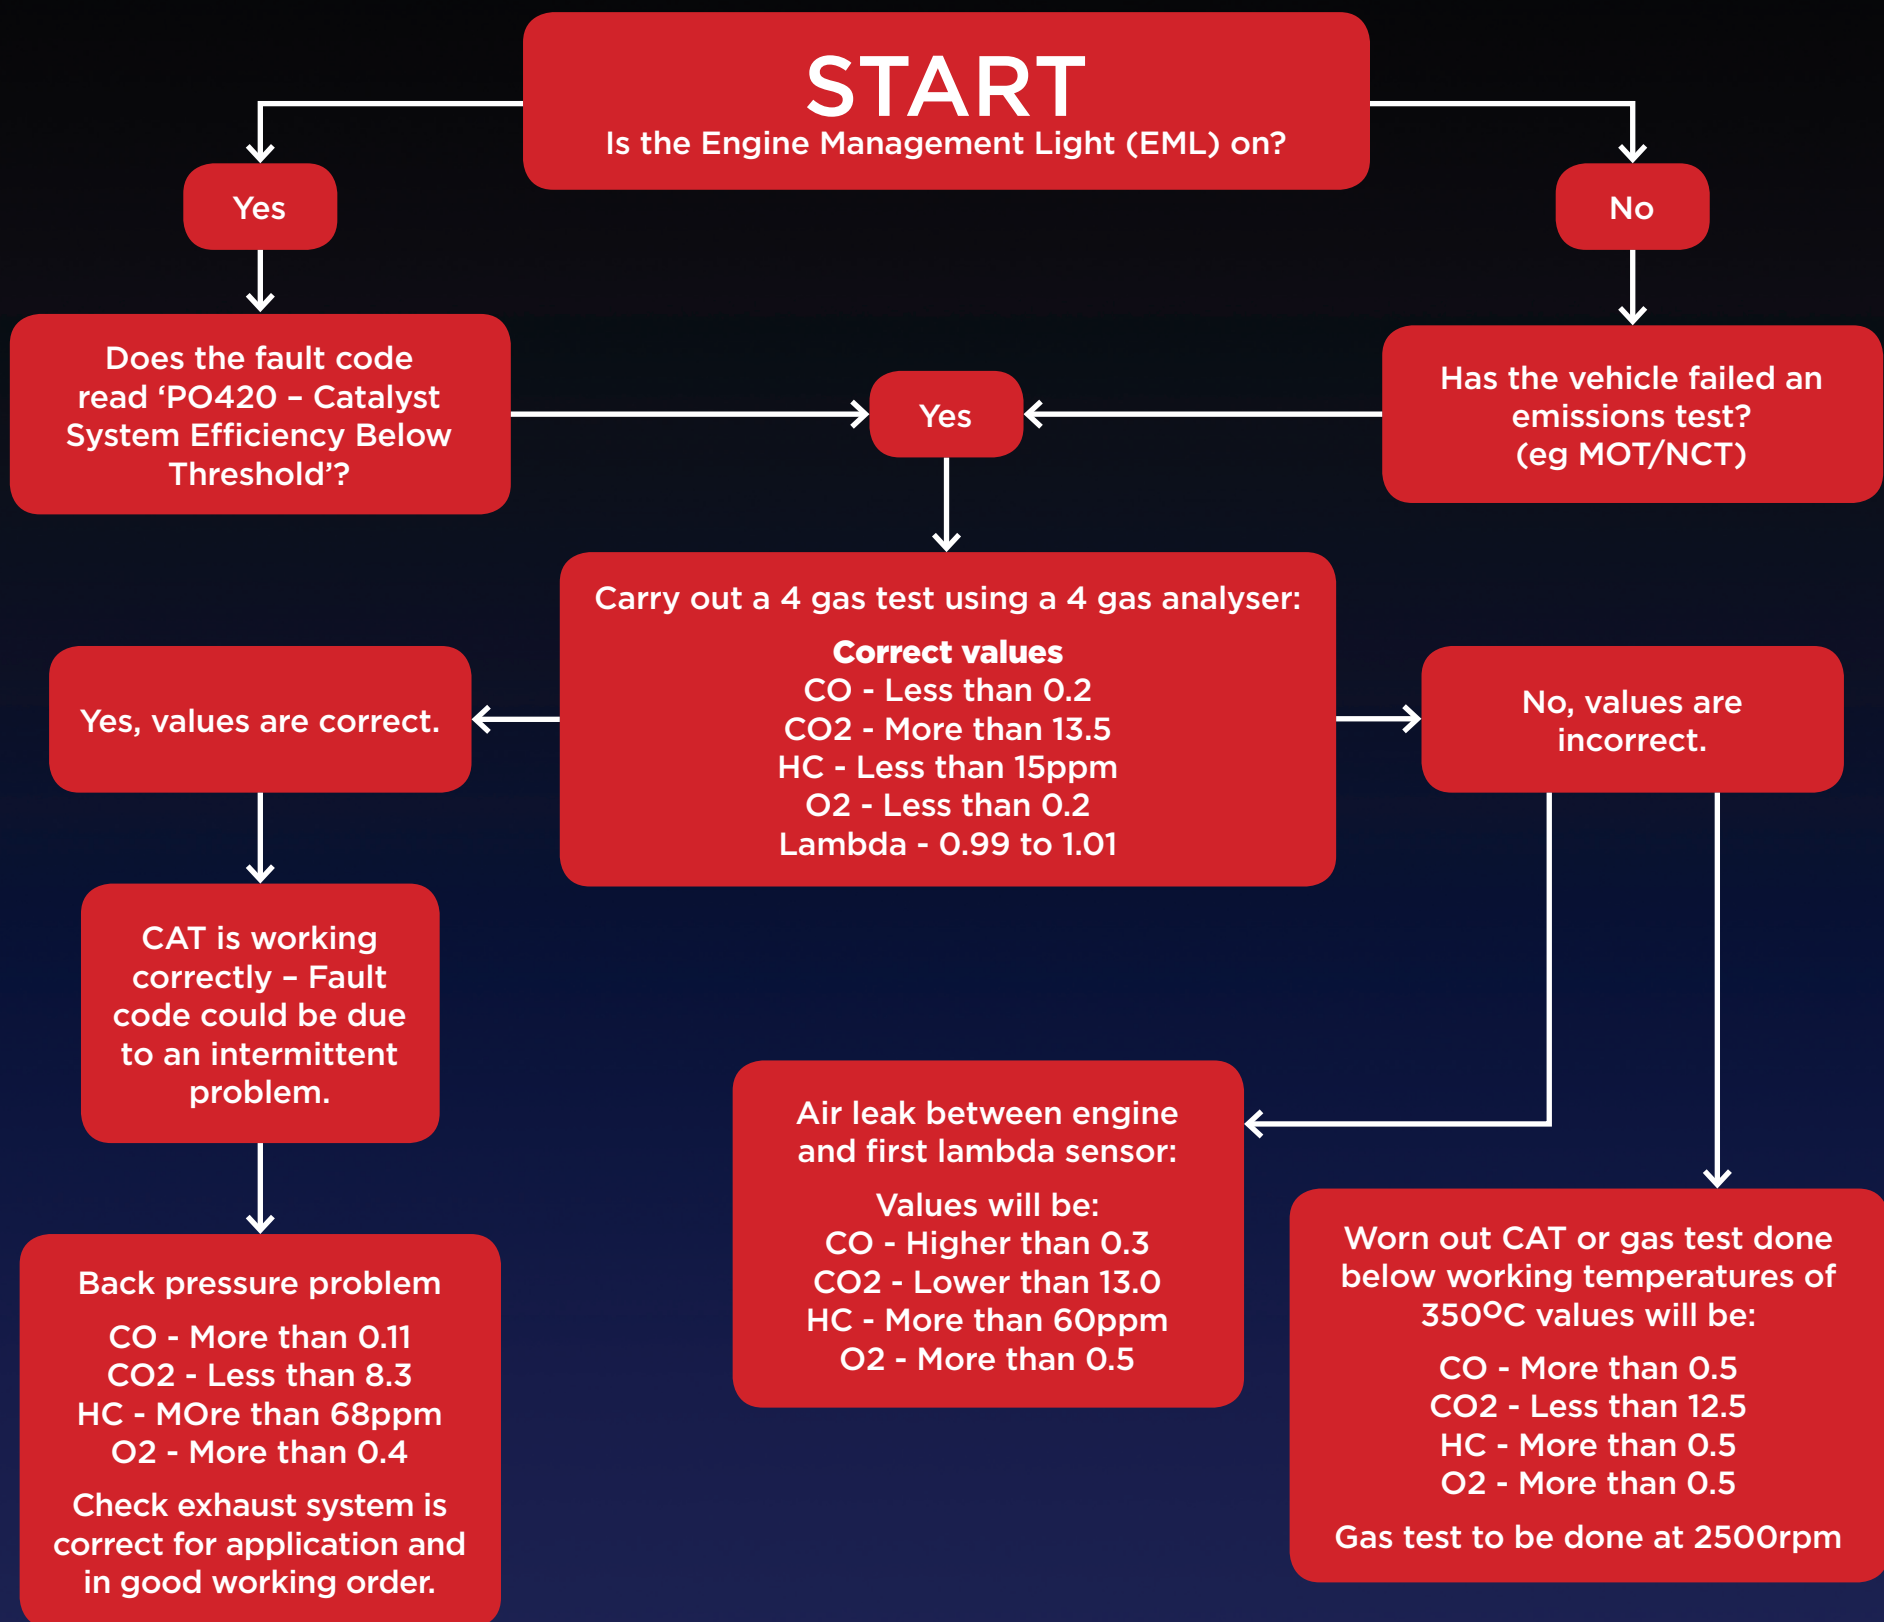 START
Is the Engine Management Light (EML) on?
Yes
No
Does the fault code
read ‘PO420 – Catalyst
System Efficiency Below
Threshold’?
Yes
Has the vehicle failed an
emissions test?
(eg MOT/NCT)
Carry out a 4 gas test using a 4 gas analyser:
Correct values
CO - Less than 0.2
CO2 - More than 13.5
HC - Less than 15ppm
O2 - Less than 0.2
Lambda - 0.99 to 1.01
Yes, values are correct.
No, values are
incorrect.
CAT is working
correctly – Fault
code could be due
to an intermittent
problem.
Back pressure problem
CO - More than 0.11
CO2 - Less than 8.3
HC - MOre than 68ppm
O2 - More than 0.4
Check exhaust system is
correct for application and
in good working order.
Air leak between engine
and first lambda sensor:
Values will be:
CO - Higher than 0.3
CO2 - Lower than 13.0
HC - More than 60ppm
O2 - More than 0.5
Worn out CAT or gas test done
below working temperatures of
350ºC values will be:
CO - More than 0.5
CO2 - Less than 12.5
HC - More than 0.5
O2 - More than 0.5
Gas test to be done at 2500rpm